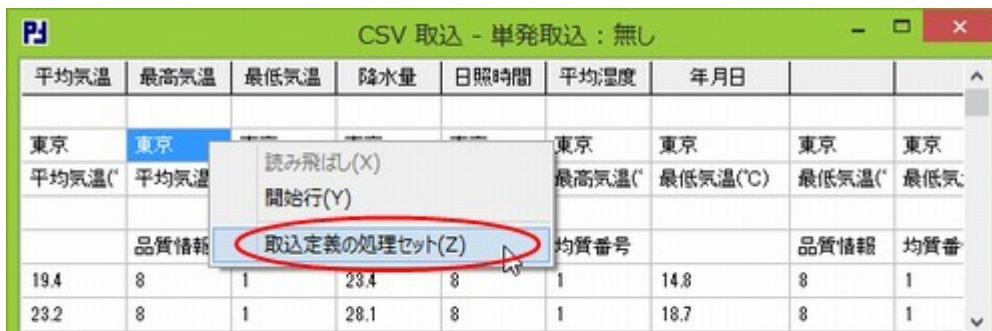 CSV 取込 - 単発取込 : 無し
平均気温 最高気温 最低気温 降水量 日照時間 平均湿度 年月日
東京 東京 東京 東京 東京 東京
平均気温(° 平均気温 最高気温(° 最低気温(℃) 最低気温(° 最低気
読み飛ばし(X)
開始行(Y)
取込定義の処理セット(Z)
品質情報 均質番号 品質情報 均質番
19.4 8 1 23.4 8 1 14.8 8 1
23.2 8 1 28.1 8 1 18.7 8 1